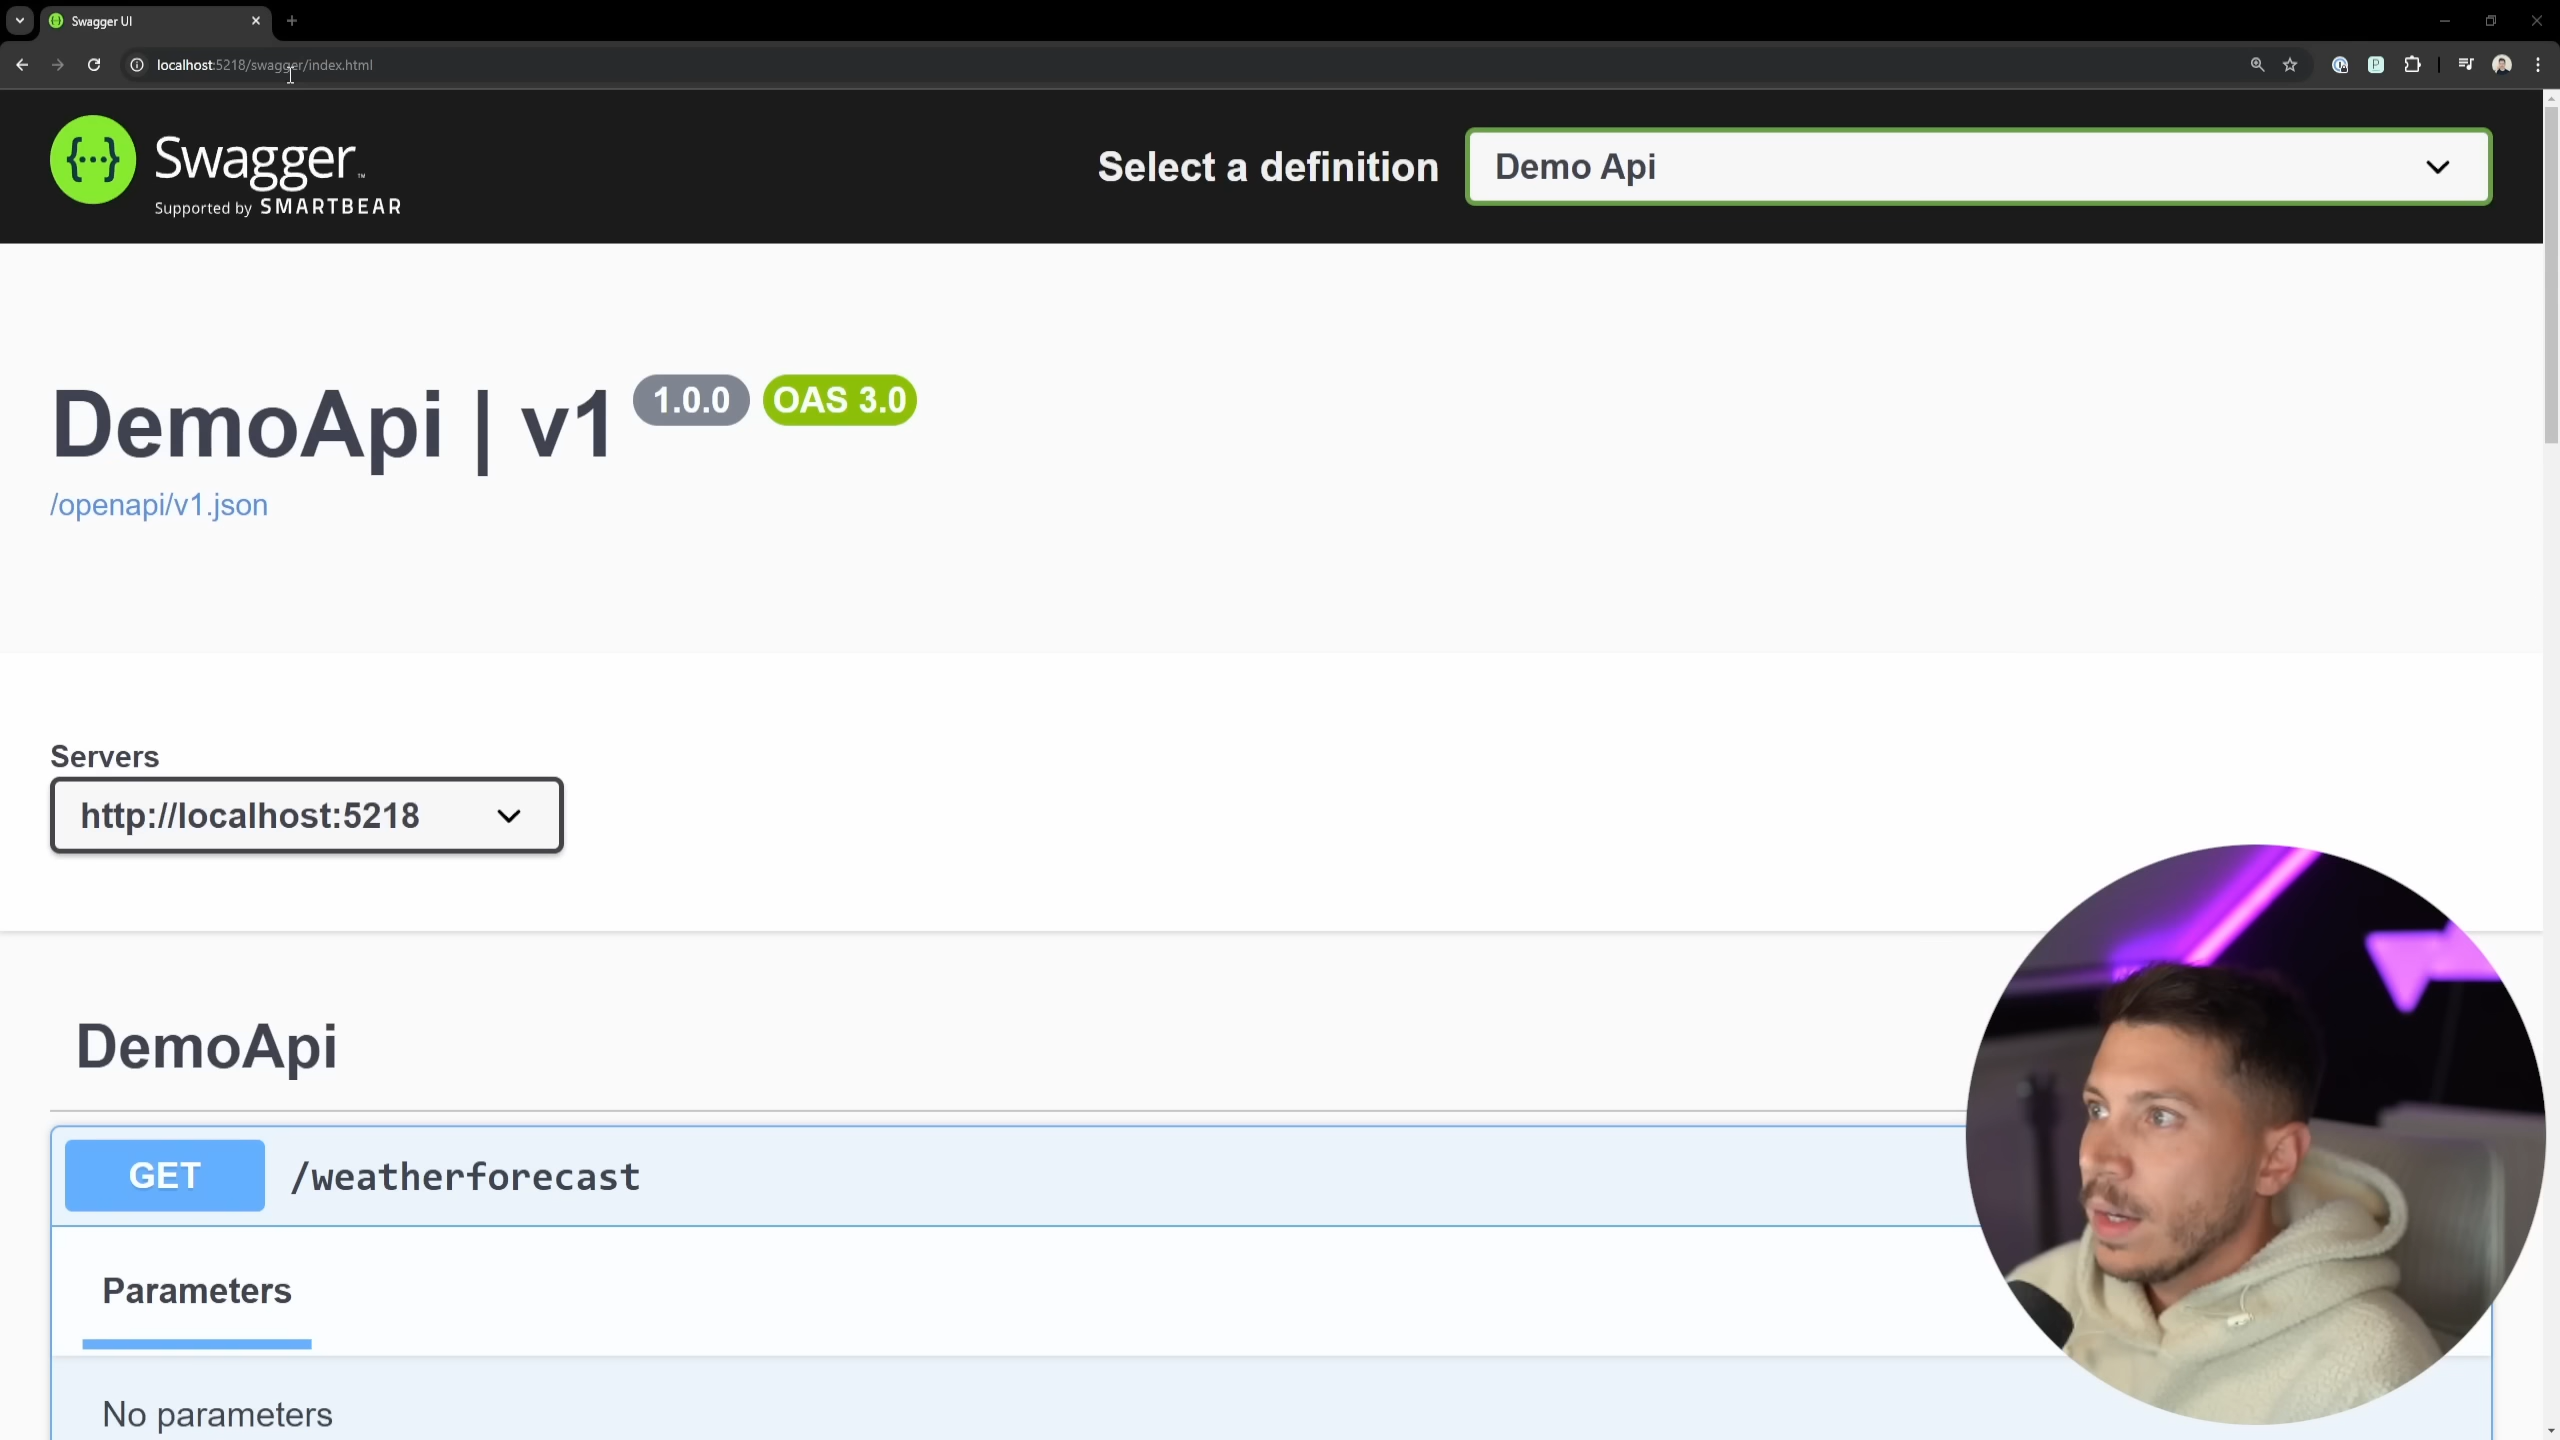 Swagger UI
localhost:5218/swagger/index.html
Swagger™
Supported by SMARTBEAR
Select a definition
Demo Api
DemoApi | v1 1.0.0 OAS 3.0
/openapi/v1.json
Servers
http://localhost:5218
DemoApi
GET /weatherforecast
Parameters
No parameters